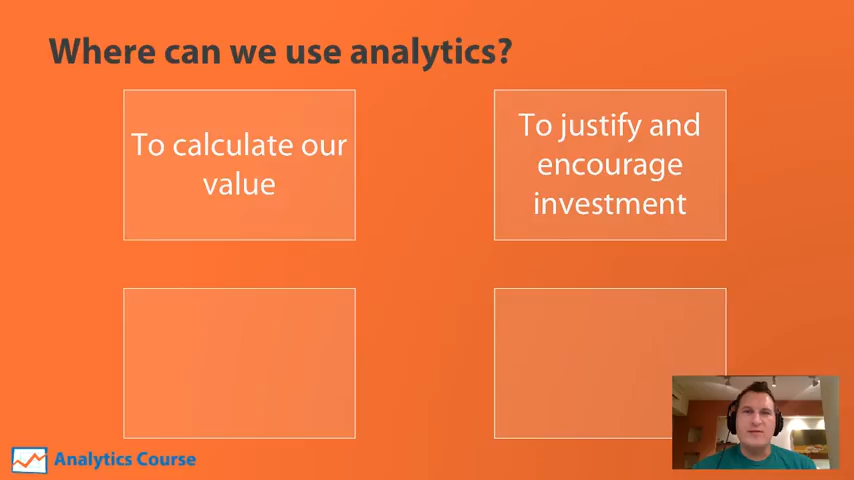 Where can we use analytics?
To calculate our
value
To justify and
encourage
investment
Analytics Course